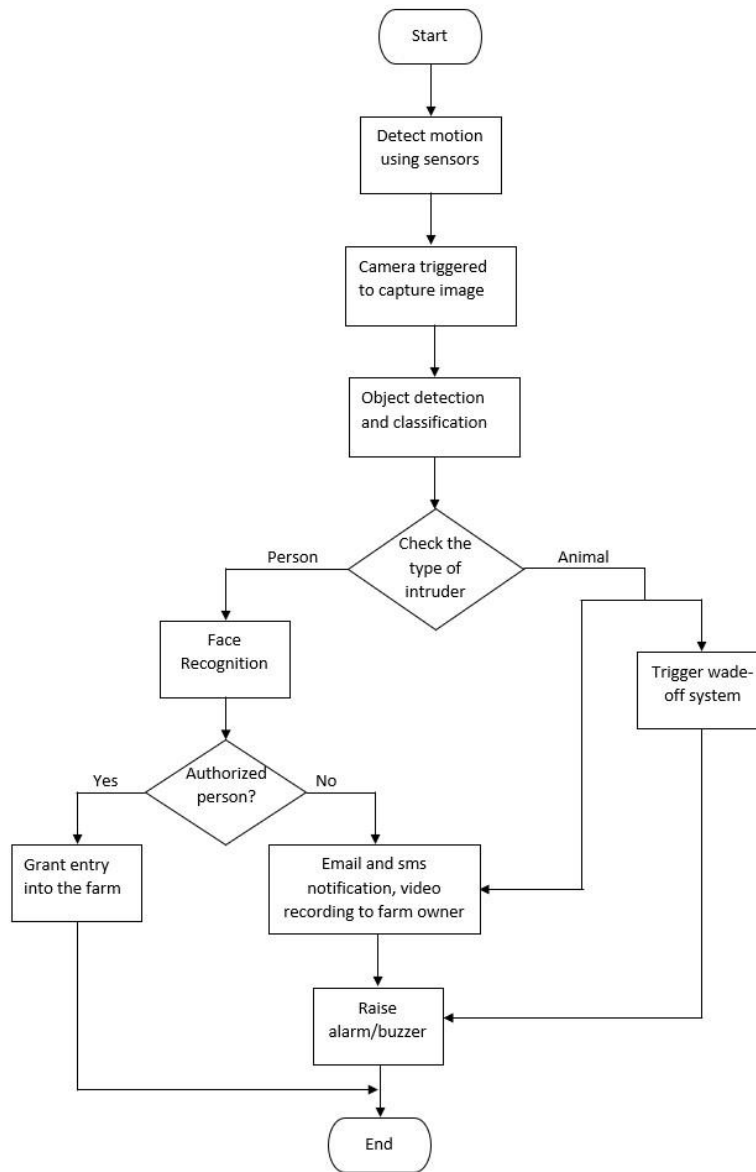 Start
Detect motion
using sensors
Camera triggered
to capture image
Object detection
and classification
Check the
type of
intruder
Person
Animal
Face
Recognition
Trigger wade-
off system
Authorized
person?
Yes
No
Grant entry
into the farm
Email and sms
notification, video
recording to farm owner
Raise
alarm/buzzer
End